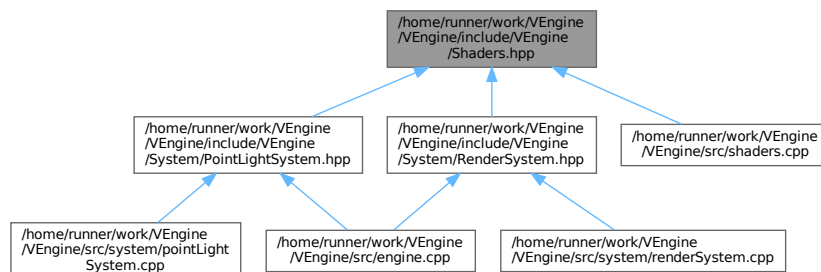 /home/runner/work/VEngine
/VEngine/include/VEngine
/Shaders.hpp
/home/runner/work/VEngine
/VEngine/include/VEngine
/System/PointLightSystem.hpp
/home/runner/work/VEngine
/VEngine/include/VEngine
/System/RenderSystem.hpp
/home/runner/work/VEngine
/VEngine/src/shaders.cpp
/home/runner/work/VEngine
/VEngine/src/system/pointLight
System.cpp
/home/runner/work/VEngine
/VEngine/src/engine.cpp
/home/runner/work/VEngine
/VEngine/src/system/renderSystem.cpp